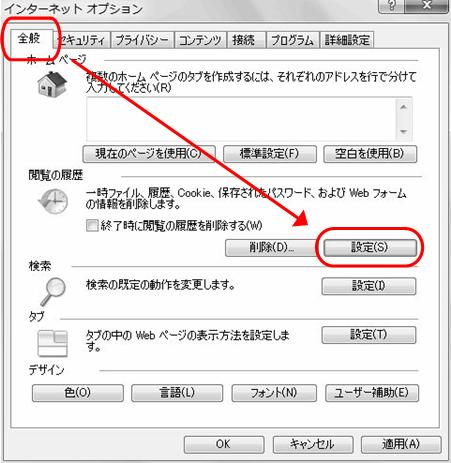 インターネット オプション
全般 セキュリティ プライバシー コンテンツ 接続 プログラム 詳細設定
ホーム ページ
複数のホーム ページのタブを作成するには、それぞれのアドレスを行で分けて
入力してください(R)
現在のページを使用(C) 標準設定(F) 空白を使用(B)
閲覧の履歴
一時ファイル、履歴、Cookie、保存されたパスワード、および Web フォーム
の情報を削除します。
終了時に閲覧の履歴を削除する(W)
削除(D)... 設定(S)
検索
検索の既定の動作を変更します。 設定(I)
タブ
タブの中の Web ページの表示方法を設定しま
す。 設定(T)
デザイン
色(O) 言語(L) フォント(N) ユーザー補助(E)
OK キャンセル 適用(A)